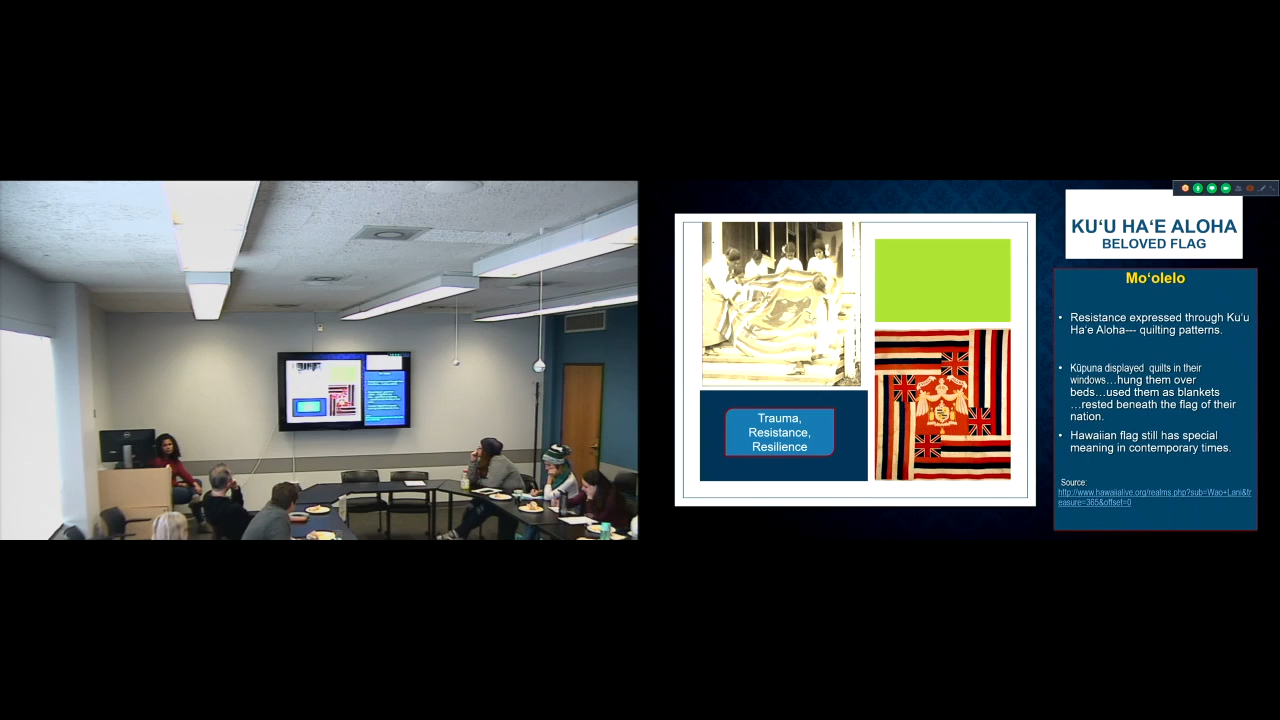 KUʻU HAʻE ALOHA
BELOVED FLAG
Moʻolelo
• Resistance expressed through Kuʻu
Haʻe Aloha--- quilting patterns.
• Kūpuna displayed quilts in their
windows…hung them over
beds…used them as blankets
…rested beneath the flag of their
nation.
• Hawaiian flag still has special
meaning in contemporary times.
Source:
http://www.hawaiialive.org/realms.php?sub=Wao+Lani&tr
easure=365&offset=0
Trauma,
Resistance,
Resilience